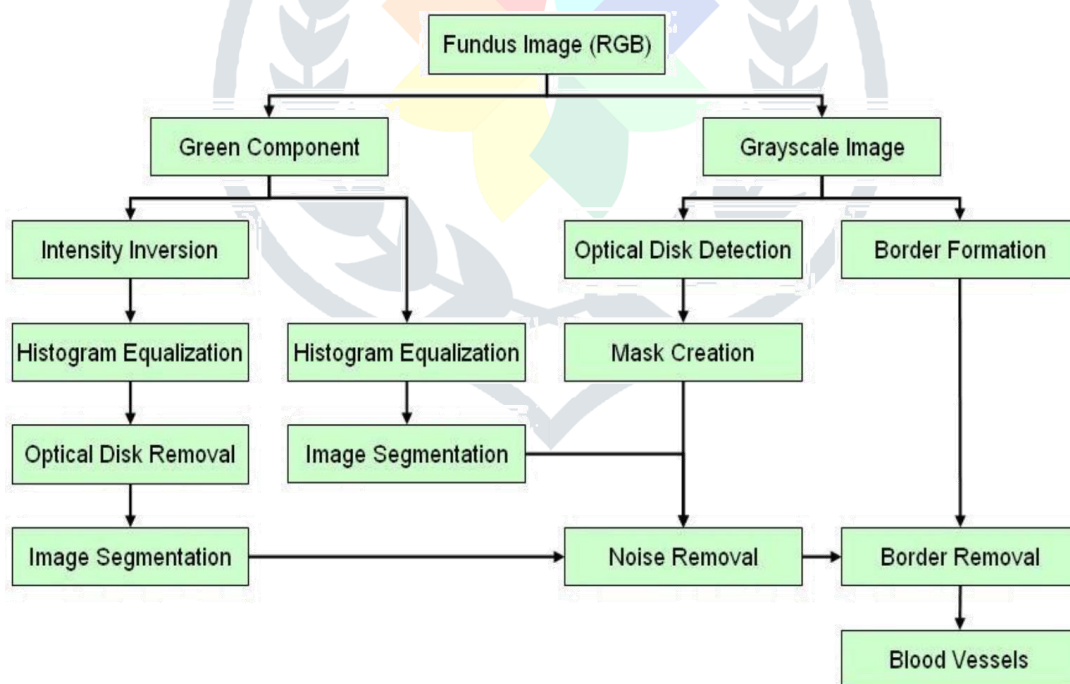 Fundus Image (RGB)
Green Component
Grayscale Image
Intensity Inversion
Optical Disk Detection
Border Formation
Histogram Equalization
Histogram Equalization
Mask Creation
Optical Disk Removal
Image Segmentation
Image Segmentation
Noise Removal
Border Removal
Blood Vessels